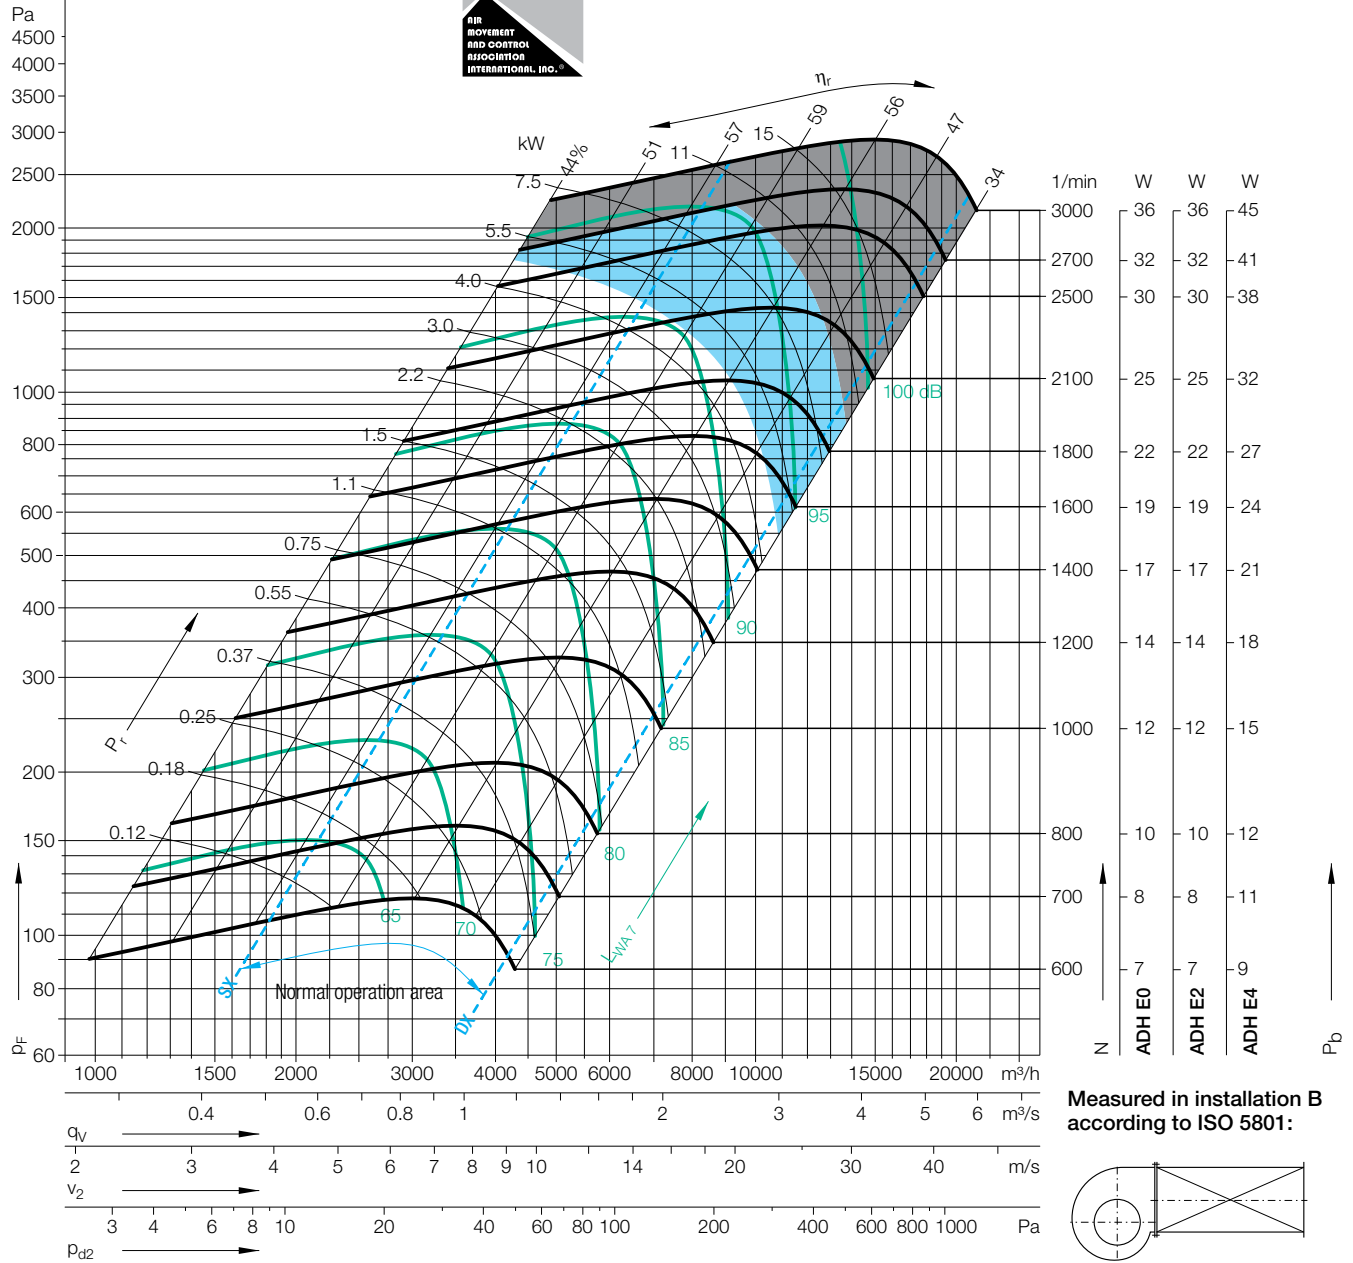 Pa
4500
4000
3500
3000
2500
2000
1500
1000
800
600
500
400
300
200
150
100
80
60
pF
AIR
MOVEMENT
AND CONTROL
ASSOCIATION
INTERNATIONAL, INC.®
ηr
kW
44%
51
57
59
56
47
34
15
11
7.5
5.5
4.0
3.0
2.2
1.5
1.1
0.75
0.55
0.37
0.25
0.18
0.12
Pr
100 dB
95
90
85
80
75
70
65
LWA 7
SX
Normal operation area
DX
1/min W W W
3000 36 36 45
2700 32 32 41
2500 30 30 38
2100 25 25 32
1800 22 22 27
1600 19 19 24
1400 17 17 21
1200 14 14 18
1000 12 12 15
800 10 10 12
700 8 8 11
600 7 7 9
N ADH E0 ADH E2 ADH E4 Pb
1000 1500 2000 3000 4000 5000 6000 8000 10000 15000 20000 m³/h
0.4 0.6 0.8 1 2 3 4 5 6 m³/s
qV
2 3 4 5 6 7 8 9 10 14 20 30 40 m/s
v2
3 4 6 8 10 20 40 60 80 100 200 400 600 800 1000 Pa
pd2
Measured in installation B
according to ISO 5801: